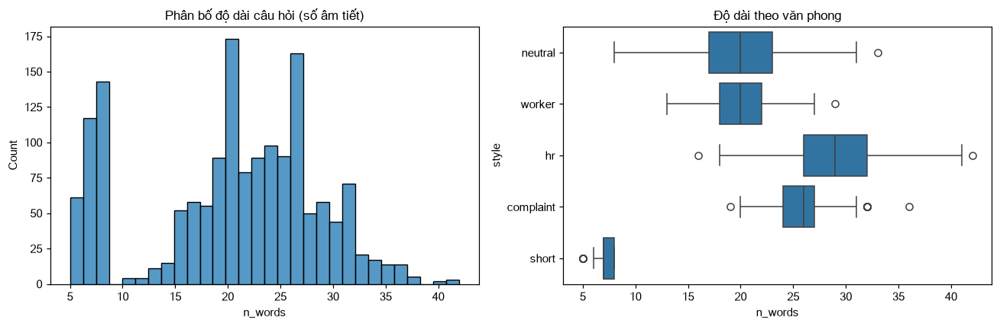 Phân bố độ dài câu hỏi (số âm tiết)
175
150
125
100
75
50
25
0
Count
5 10 15 20 25 30 35 40
n_words
Độ dài theo văn phong
neutral
worker
hr
complaint
short
style
5 10 15 20 25 30 35 40
n_words